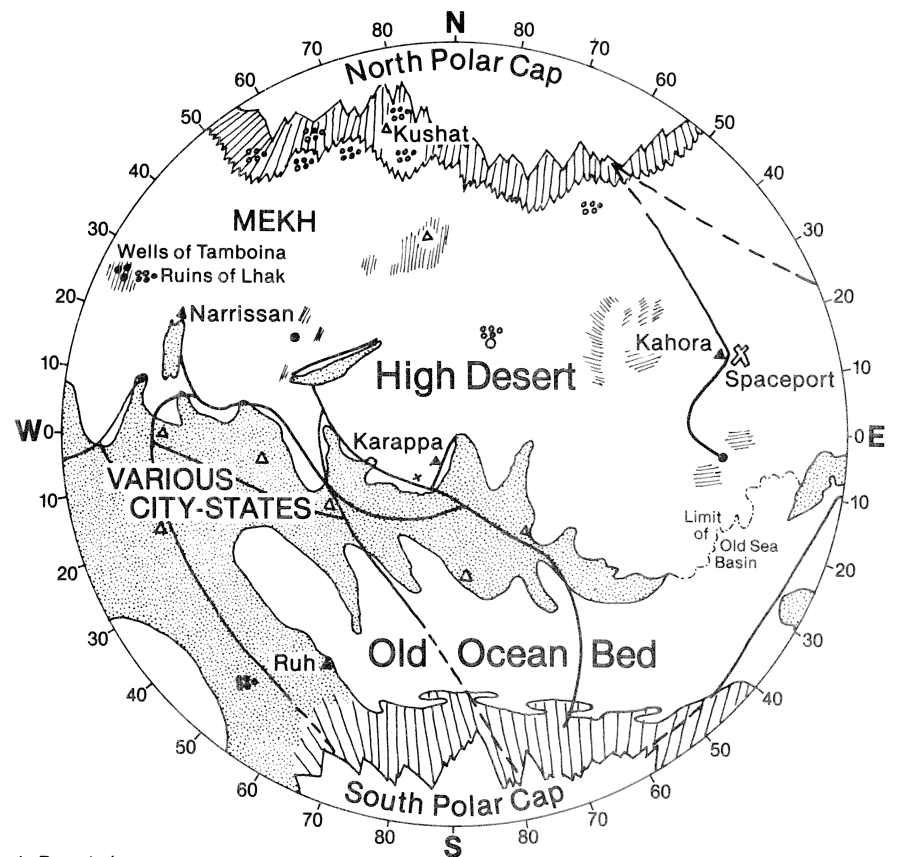 N
80
80
70
70
60
60
50
50
40
40
30
30
20
20
10
10
W
0
0
E
10
10
20
20
30
30
40
40
50
50
60
60
70
70
80
80
S
North Polar Cap
Kushat
MEKH
Wells of Tamboina
Ruins of Lhak
Narrissan
Kahora
Spaceport
High Desert
Karappa
VARIOUS
CITY-STATES
Limit
of
Old Sea
Basin
Old Ocean Bed
Ruh
South Polar Cap